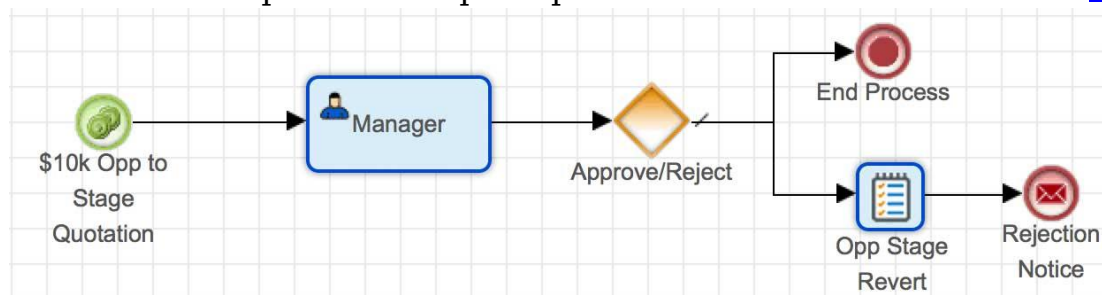 $10k Opp to
Stage
Quotation
Manager
Approve/Reject
End Process
Opp Stage
Revert
Rejection
Notice